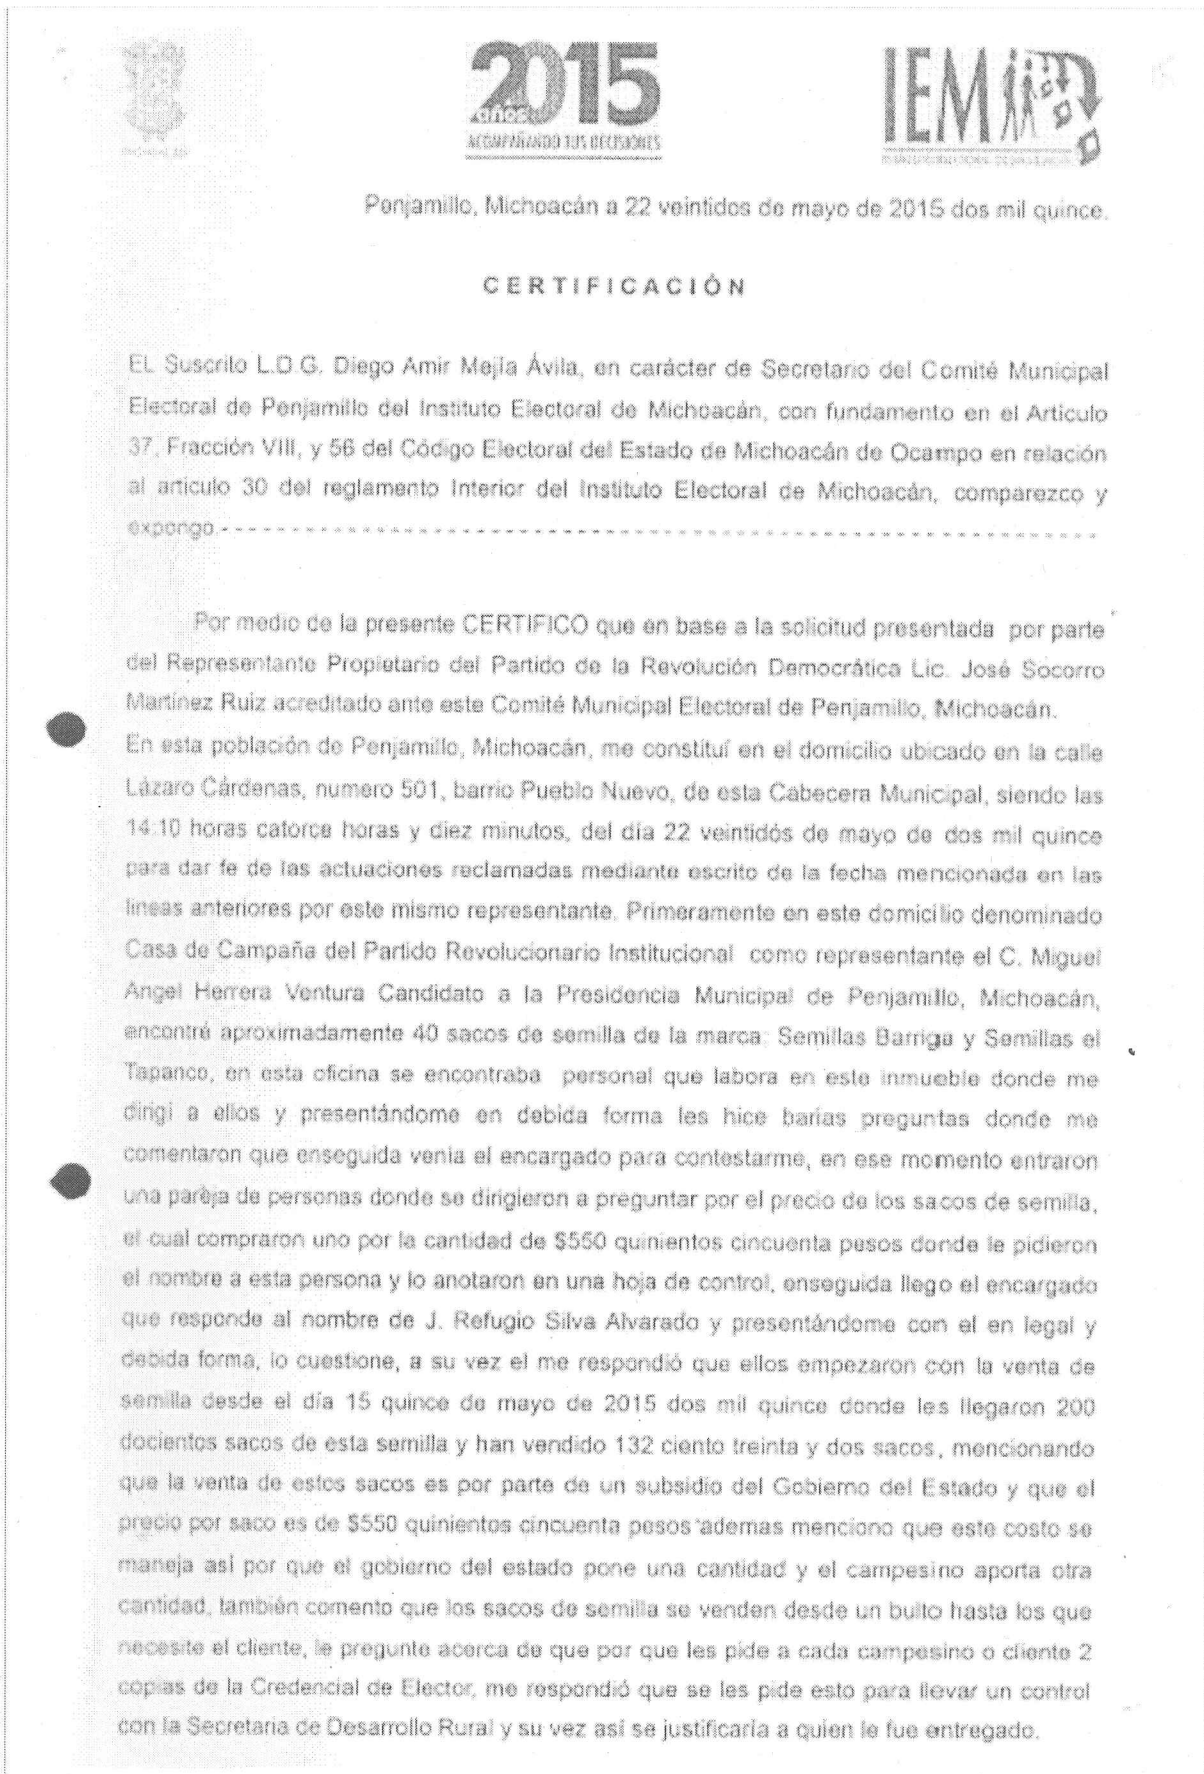 2015
años
ACOMPAÑANDO TUS DECISIONES
IEM
Penjamillo, Michoacán a 22 veintidos de mayo de 2015 dos mil quince.
CERTIFICACIÓN
EL Suscrito L.D.G. Diego Amir Mejía Ávila, en carácter de Secretario del Comité Municipal
Electoral de Penjamillo del Instituto Electoral de Michoacán, con fundamento en el Articulo
37, Fracción VIII, y 56 del Código Electoral del Estado de Michoacán de Ocampo en relación
al articulo 30 del reglamento Interior del Instituto Electoral de Michoacán, comparezco y
expongo.- - - - - - - - - - - - - - - - - - - - - - - - - - - - - - - - - - - - - - - - - - - - - - - - - - - - - - - - - - - -
Por medio de la presente CERTIFICO que en base a la solicitud presentada por parte
del Representante Propietario del Partido de la Revolución Democrática Lic. José Socorro
Martínez Ruiz acreditado ante este Comité Municipal Electoral de Penjamillo, Michoacán.
En esta población de Penjamillo, Michoacán, me constituí en el domicilio ubicado en la calle
Lázaro Cárdenas, numero 501, barrio Pueblo Nuevo, de esta Cabecera Municipal, siendo las
14:10 horas catorce horas y diez minutos, del día 22 veintidós de mayo de dos mil quince
para dar fe de las actuaciones reclamadas mediante escrito de la fecha mencionada en las
lineas anteriores por este mismo representante. Primeramente en este domicilio denominado
Casa de Campaña del Partido Revolucionario Institucional como representante el C. Miguel
Angel Herrera Ventura Candidato a la Presidencia Municipal de Penjamillo, Michoacán,
encontré aproximadamente 40 sacos de semilla de la marca: Semillas Barriga y Semillas el
Tapanco, en esta oficina se encontraba personal que labora en este inmueble donde me
dirigi a ellos y presentándome en debida forma les hice barias preguntas donde me
comentaron que enseguida venia el encargado para contestarme, en ese momento entraron
una pareja de personas donde se dirigieron a preguntar por el precio de los sacos de semilla,
el cual compraron uno por la cantidad de $550 quinientos cincuenta pesos donde le pidieron
el nombre a esta persona y lo anotaron en una hoja de control, enseguida llego el encargado
que responde al nombre de J. Refugio Silva Alvarado y presentándome con el en legal y
debida forma, lo cuestione, a su vez el me respondió que ellos empezaron con la venta de
semilla desde el día 15 quince de mayo de 2015 dos mil quince donde les llegaron 200
docientos sacos de esta semilla y han vendido 132 ciento treinta y dos sacos, mencionando
que la venta de estos sacos es por parte de un subsidio del Gobierno del Estado y que el
precio por saco es de $550 quinientos cincuenta pesos ademas menciono que este costo se
maneja asi por que el gobierno del estado pone una cantidad y el campesino aporta otra
cantidad, también comento que los sacos de semilla se venden desde un bulto hasta los que
necesite el cliente, le pregunte acerca de que por que les pide a cada campesino o cliente 2
copias de la Credencial de Elector, me respondió que se les pide esto para llevar un control
con la Secretaria de Desarrollo Rural y su vez asi se justificaría a quien le fue entregado.